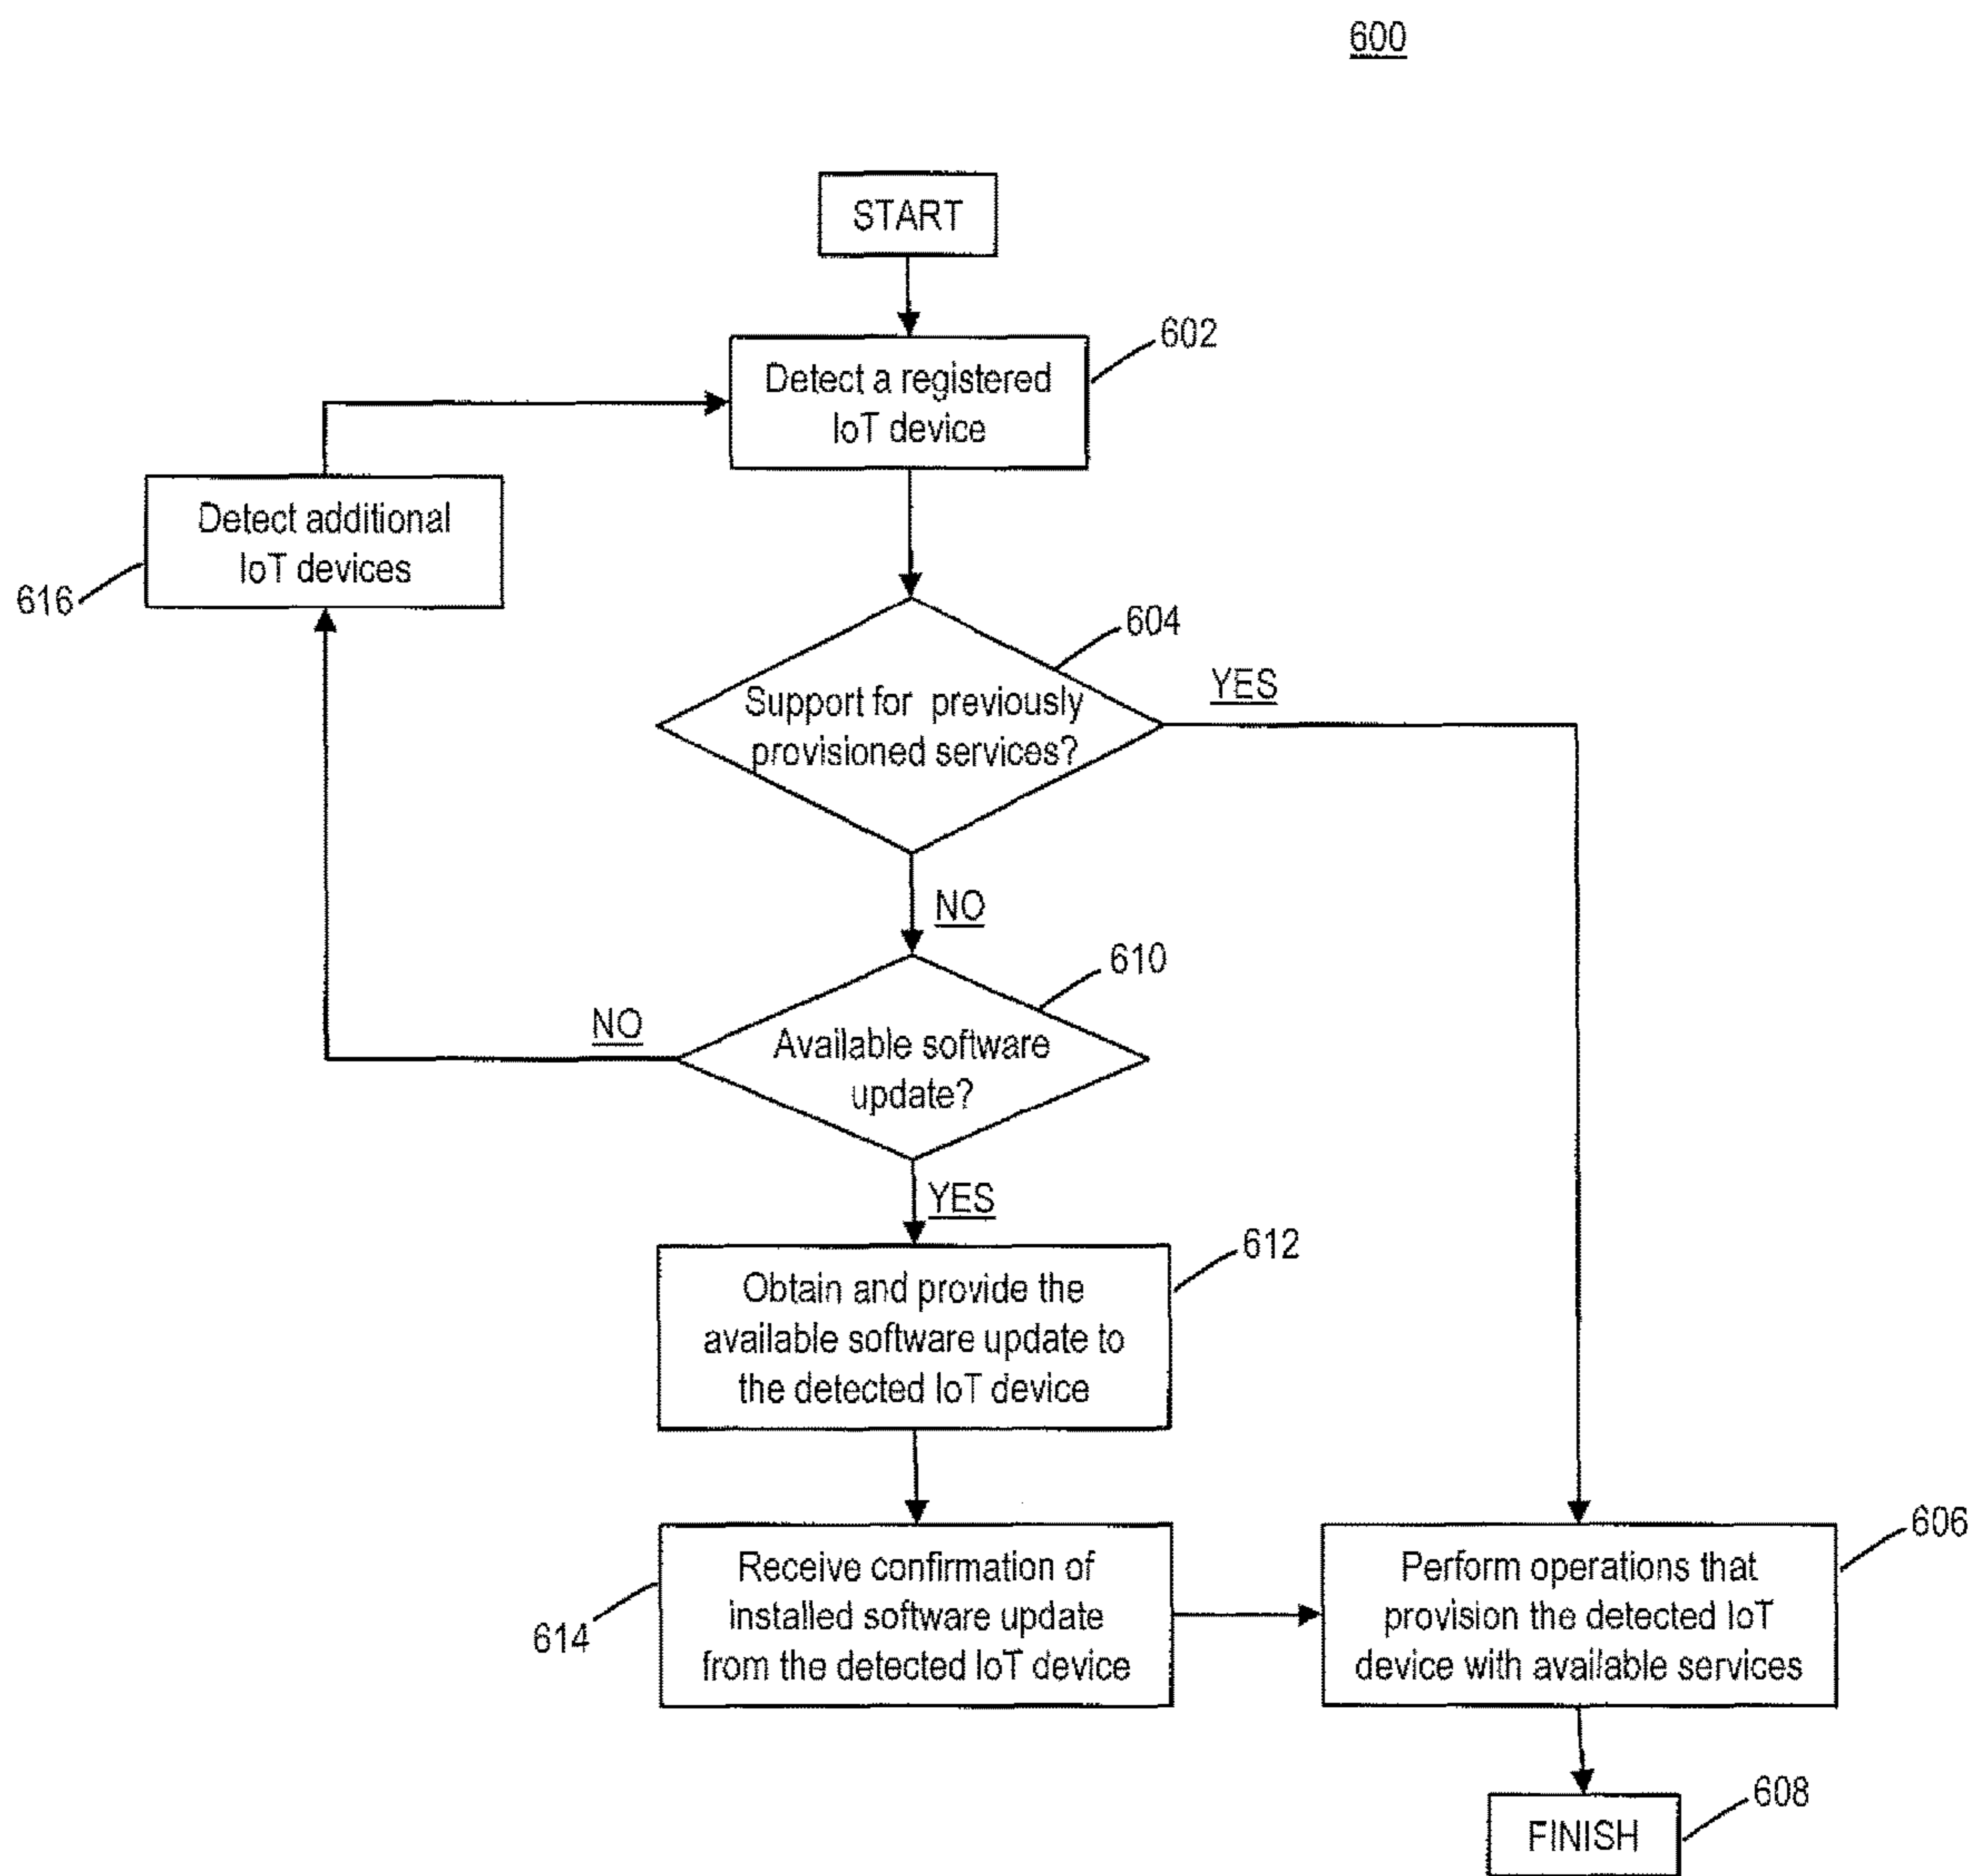 600
START
602
Detect a registered
IoT device
Detect additional
IoT devices
616
604
Support for previously
provisioned services?
YES
NO
610
Available software
update?
NO
YES
612
Obtain and provide the
available software update to
the detected IoT device
614
Receive confirmation of
installed software update
from the detected IoT device
606
Perform operations that
provision the detected IoT
device with available services
608
FINISH